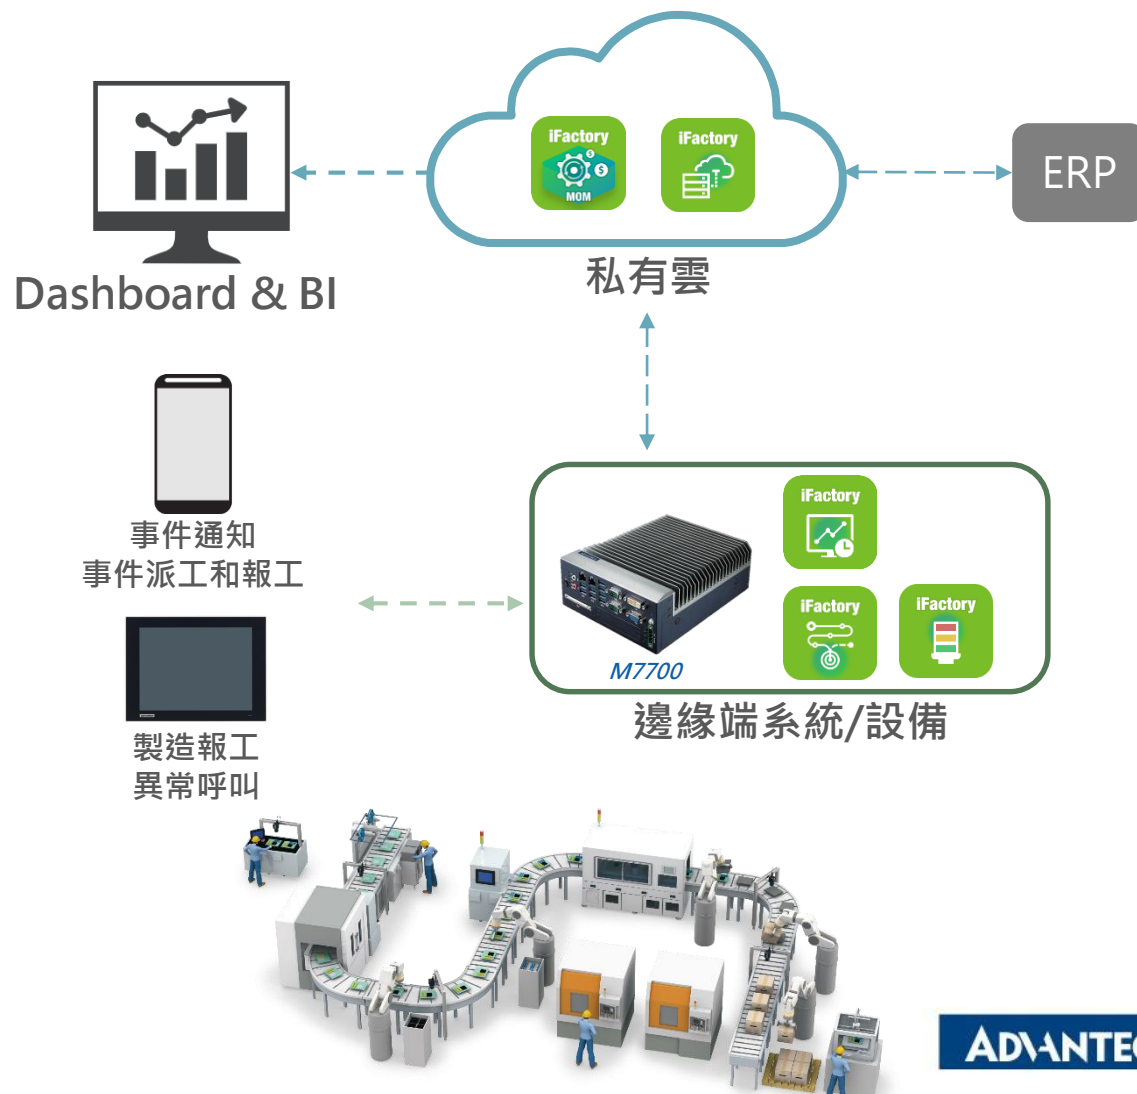 iFactory
MOM
iFactory
ERP
私有雲
Dashboard & BI
事件通知
事件派工和報工
iFactory
iFactory
iFactory
M7700
邊緣端系統/設備
製造報工
異常呼叫
ADVANTEC